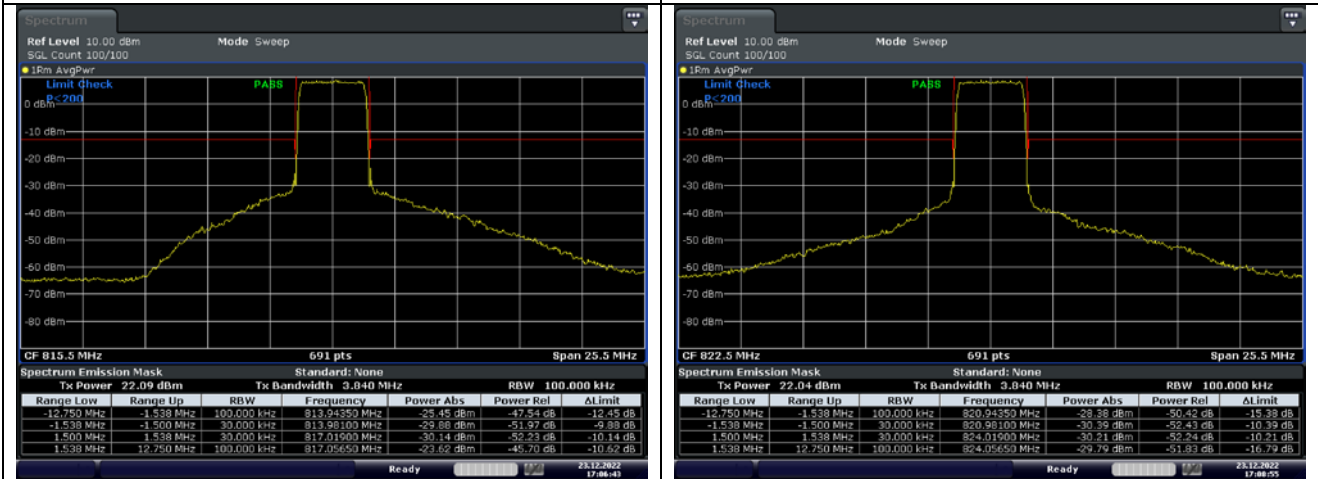 Spectrum
Ref Level 10.00 dBm Mode Sweep
SGL Count 100/100
1Rm AvgPwr
Limit Check PASS
P<200
0 dBm
-10 dBm
-20 dBm
-30 dBm
-40 dBm
-50 dBm
-60 dBm
-70 dBm
-80 dBm
CF 815.5 MHz 691 pts Span 25.5 MHz
Spectrum Emission Mask Standard: None
Tx Power 22.09 dBm Tx Bandwidth 3.840 MHz RBW 100.000 kHz
Range Low Range Up RBW Frequency Power Abs Power Rel ΔLimit
-12.750 MHz -1.538 MHz 100.000 kHz 813.94350 MHz -25.45 dBm -47.54 dB -12.45 dB
-1.538 MHz -1.500 MHz 30.000 kHz 813.98100 MHz -29.88 dBm -51.97 dB -9.88 dB
1.500 MHz 1.538 MHz 30.000 kHz 817.01900 MHz -30.14 dBm -52.23 dB -10.14 dB
1.538 MHz 12.750 MHz 100.000 kHz 817.05650 MHz -23.62 dBm -45.70 dB -10.62 dB
Ready 23.12.2022
17:06:43
Spectrum
Ref Level 10.00 dBm Mode Sweep
SGL Count 100/100
1Rm AvgPwr
Limit Check PASS
P<200
0 dBm
-10 dBm
-20 dBm
-30 dBm
-40 dBm
-50 dBm
-60 dBm
-70 dBm
-80 dBm
CF 822.5 MHz 691 pts Span 25.5 MHz
Spectrum Emission Mask Standard: None
Tx Power 22.04 dBm Tx Bandwidth 3.840 MHz RBW 100.000 kHz
Range Low Range Up RBW Frequency Power Abs Power Rel ΔLimit
-12.750 MHz -1.538 MHz 100.000 kHz 820.94350 MHz -28.38 dBm -50.42 dB -15.38 dB
-1.538 MHz -1.500 MHz 30.000 kHz 820.98100 MHz -30.39 dBm -52.43 dB -10.39 dB
1.500 MHz 1.538 MHz 30.000 kHz 824.01900 MHz -30.21 dBm -52.24 dB -10.21 dB
1.538 MHz 12.750 MHz 100.000 kHz 824.05650 MHz -29.79 dBm -51.83 dB -16.79 dB
Ready 23.12.2022
17:08:55